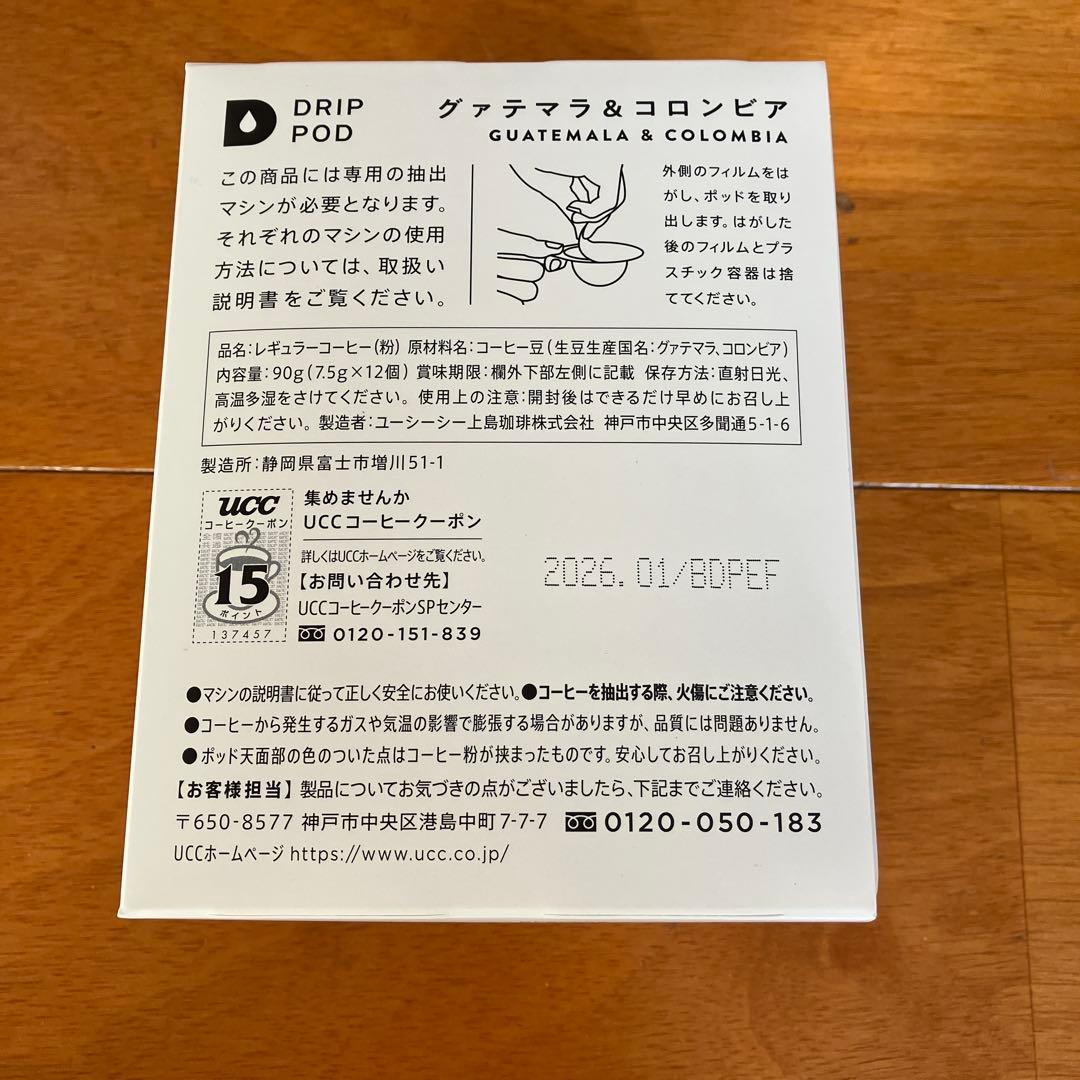 DRIP
POD
グァテマラ&コロンビア
GUATEMALA & COLOMBIA
この商品には専用の抽出
マシンが必要となります。
それぞれのマシンの使用
方法については、取扱い
説明書をご覧ください。
外側のフィルムをは
がし、ポッドを取り
出します。はがした
後のフィルムとプラ
スチック容器は捨
ててください。
品名:レギュラーコーヒー(粉) 原材料名:コーヒー豆(生豆生産国名:グァテマラ、コロンビア)
内容量:90g(7.5g×12個) 賞味期限:欄外下部左側に記載 保存方法:直射日光、
高温多湿をさけてください。使用上の注意:開封後はできるだけ早めにお召し上
がりください。製造者:ユーシーシー上島珈琲株式会社 神戸市中央区多聞通5-1-6
製造所:静岡県富士市増川51-1
UCC
コーヒークーポン
15
ポイント
137457
集めませんか
UCCコーヒークーポン
詳しくはUCCホームページをご覧ください。
【お問い合わせ先】
UCCコーヒークーポンSPセンター
0120-151-839
2026.01/BDPEF
●マシンの説明書に従って正しく安全にお使いください。●コーヒーを抽出する際、火傷にご注意ください。
●コーヒーから発生するガスや気温の影響で膨張する場合がありますが、品質には問題ありません。
●ポッド天面部の色のついた点はコーヒー粉が挟まったものです。安心してお召し上がりください。
【お客様担当】製品についてお気づきの点がございましたら、下記までご連絡ください。
〒650-8577 神戸市中央区港島中町7-7-7 0120-050-183
UCCホームページ https://www.ucc.co.jp/